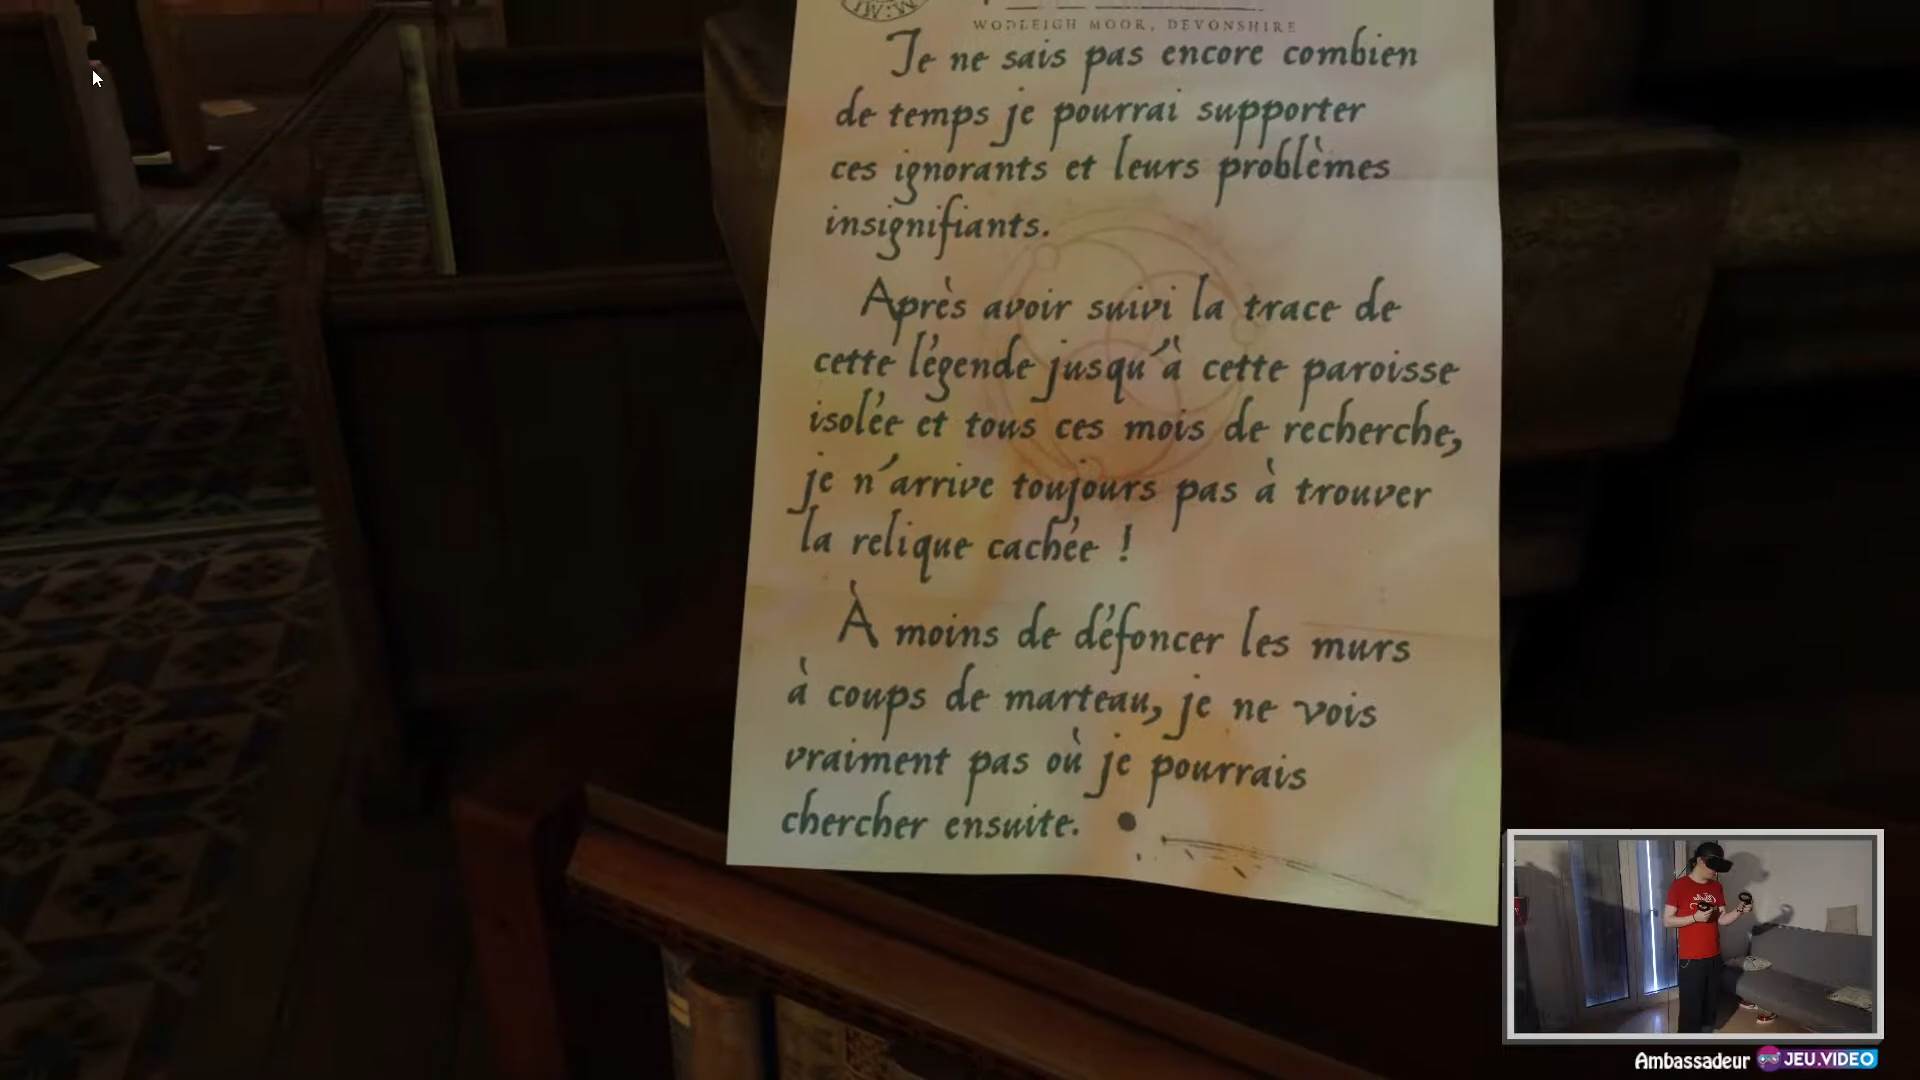 WODLEIGH MOOR, DEVONSHIRE
Je ne sais pas encore combien
de temps je pourrai supporter
ces ignorants et leurs problèmes
insignifiants.
Après avoir suivi la trace de
cette légende jusqu'à cette paroisse
isolée et tous ces mois de recherche,
je n'arrive toujours pas à trouver
la relique cachée !
À moins de défoncer les murs
à coups de marteau, je ne vois
vraiment pas où je pourrais
chercher ensuite.
Ambassadeur JEU.VIDEO